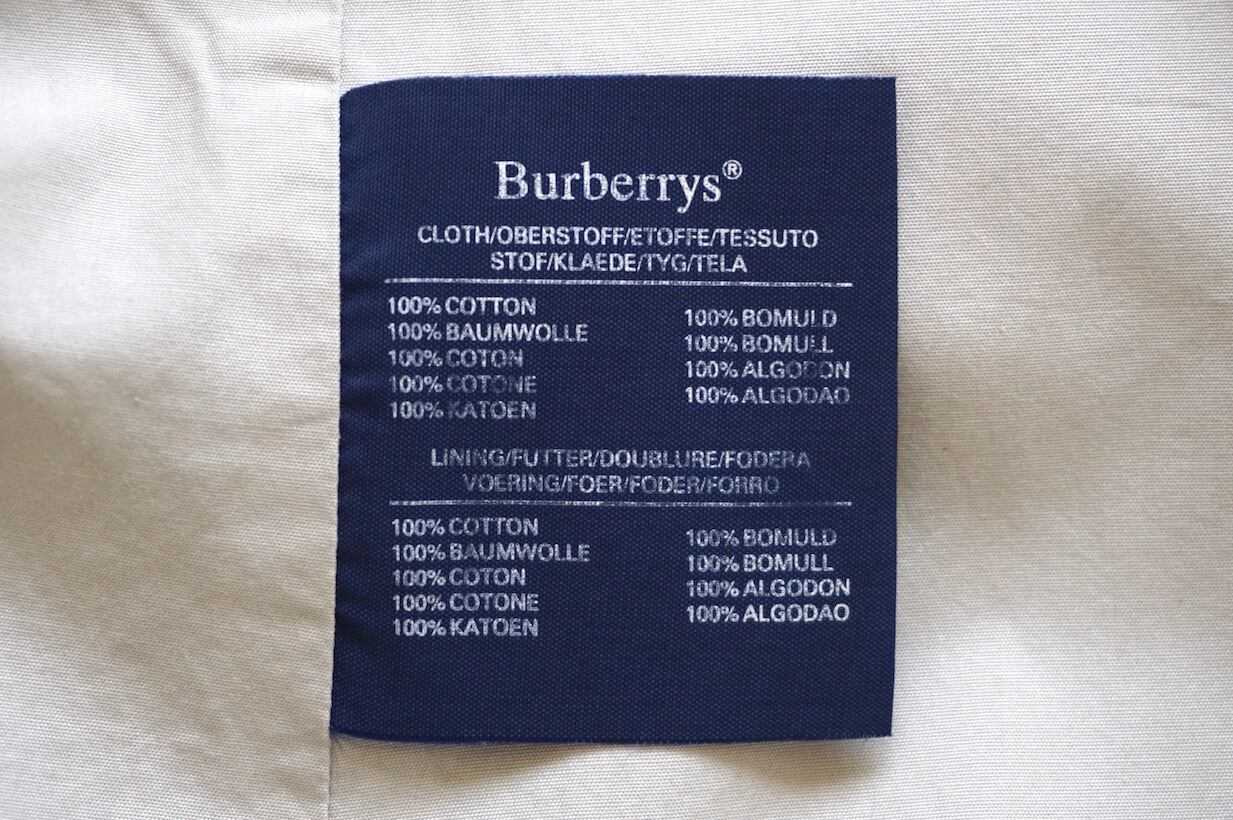 Burberrys®
CLOTH/OBERSTOFF/ETOFFE/TESSUTO
STOF/KLAEDE/TYG/TELA
100% COTTON
100% BAUMWOLLE
100% COTON
100% COTONE
100% KATOEN
100% BOMULD
100% BOMULL
100% ALGODON
100% ALGODAO
LINING/FUTTER/DOUBLURE/FODERA
VOERING/FOER/FODER/FORRO
100% COTTON
100% BAUMWOLLE
100% COTON
100% COTONE
100% KATOEN
100% BOMULD
100% BOMULL
100% ALGODON
100% ALGODAO